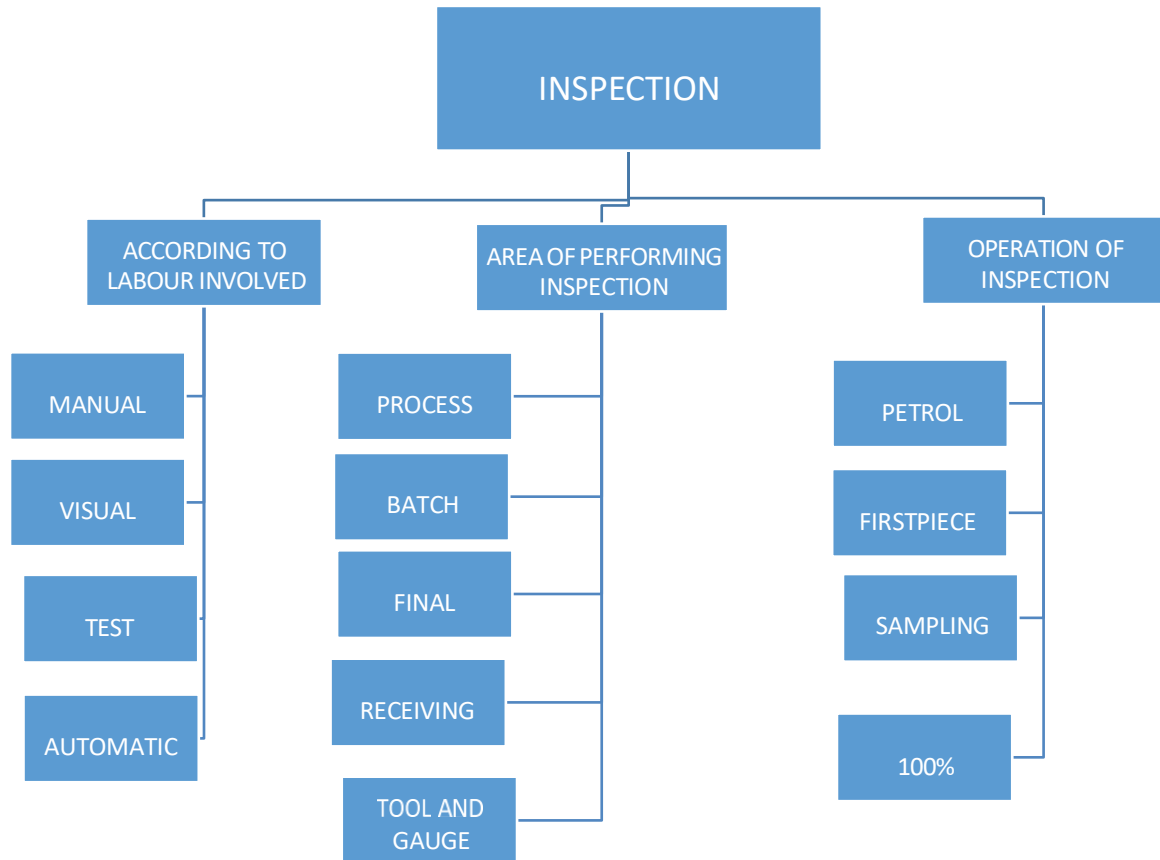 INSPECTION
ACCORDING TO
LABOUR INVOLVED
MANUAL
VISUAL
TEST
AUTOMATIC
AREA OF PERFORMING
INSPECTION
PROCESS
BATCH
FINAL
RECEIVING
TOOL AND
GAUGE
OPERATION OF
INSPECTION
PETROL
FIRSTPIECE
SAMPLING
100%